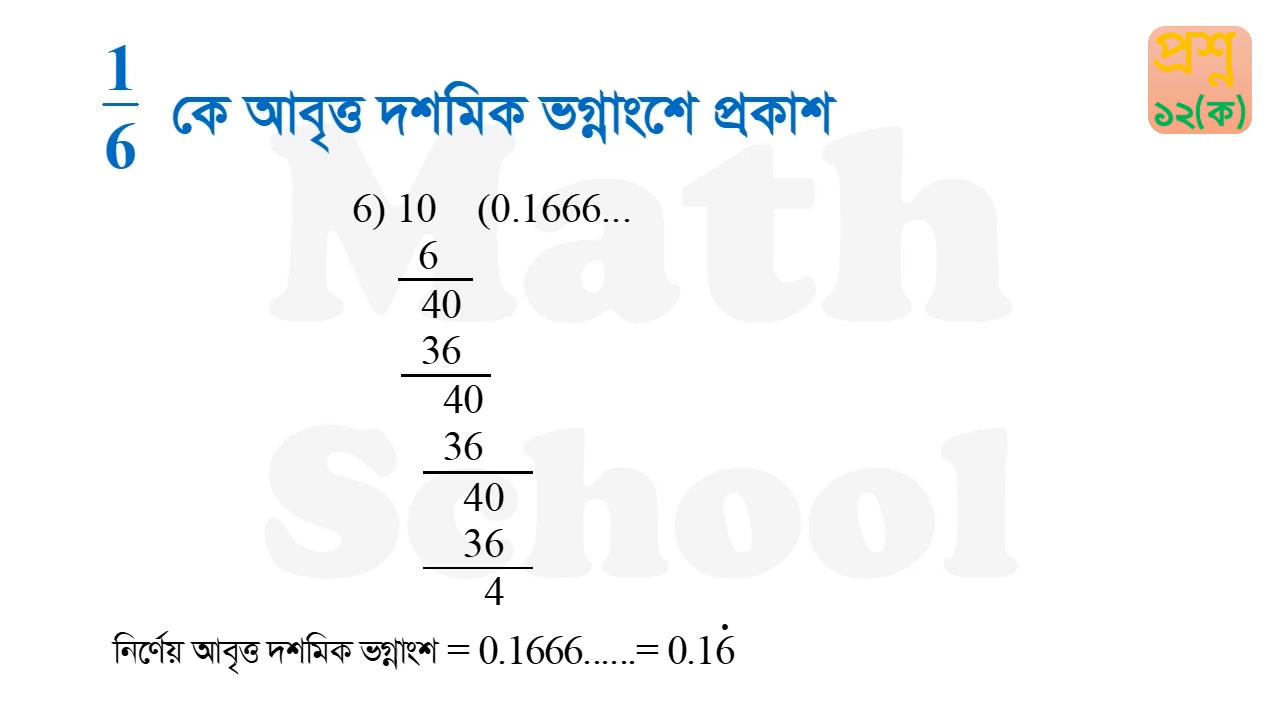 প্রশ্ন
১২(ক)
1/6 কে আবৃত্ত দশমিক ভগ্নাংশে প্রকাশ
6) 10 (0.1666...
6
40
36
40
36
40
36
4
নির্ণেয় আবৃত্ত দশমিক ভগ্নাংশ = 0.1666......= 0.16̇
Math
School